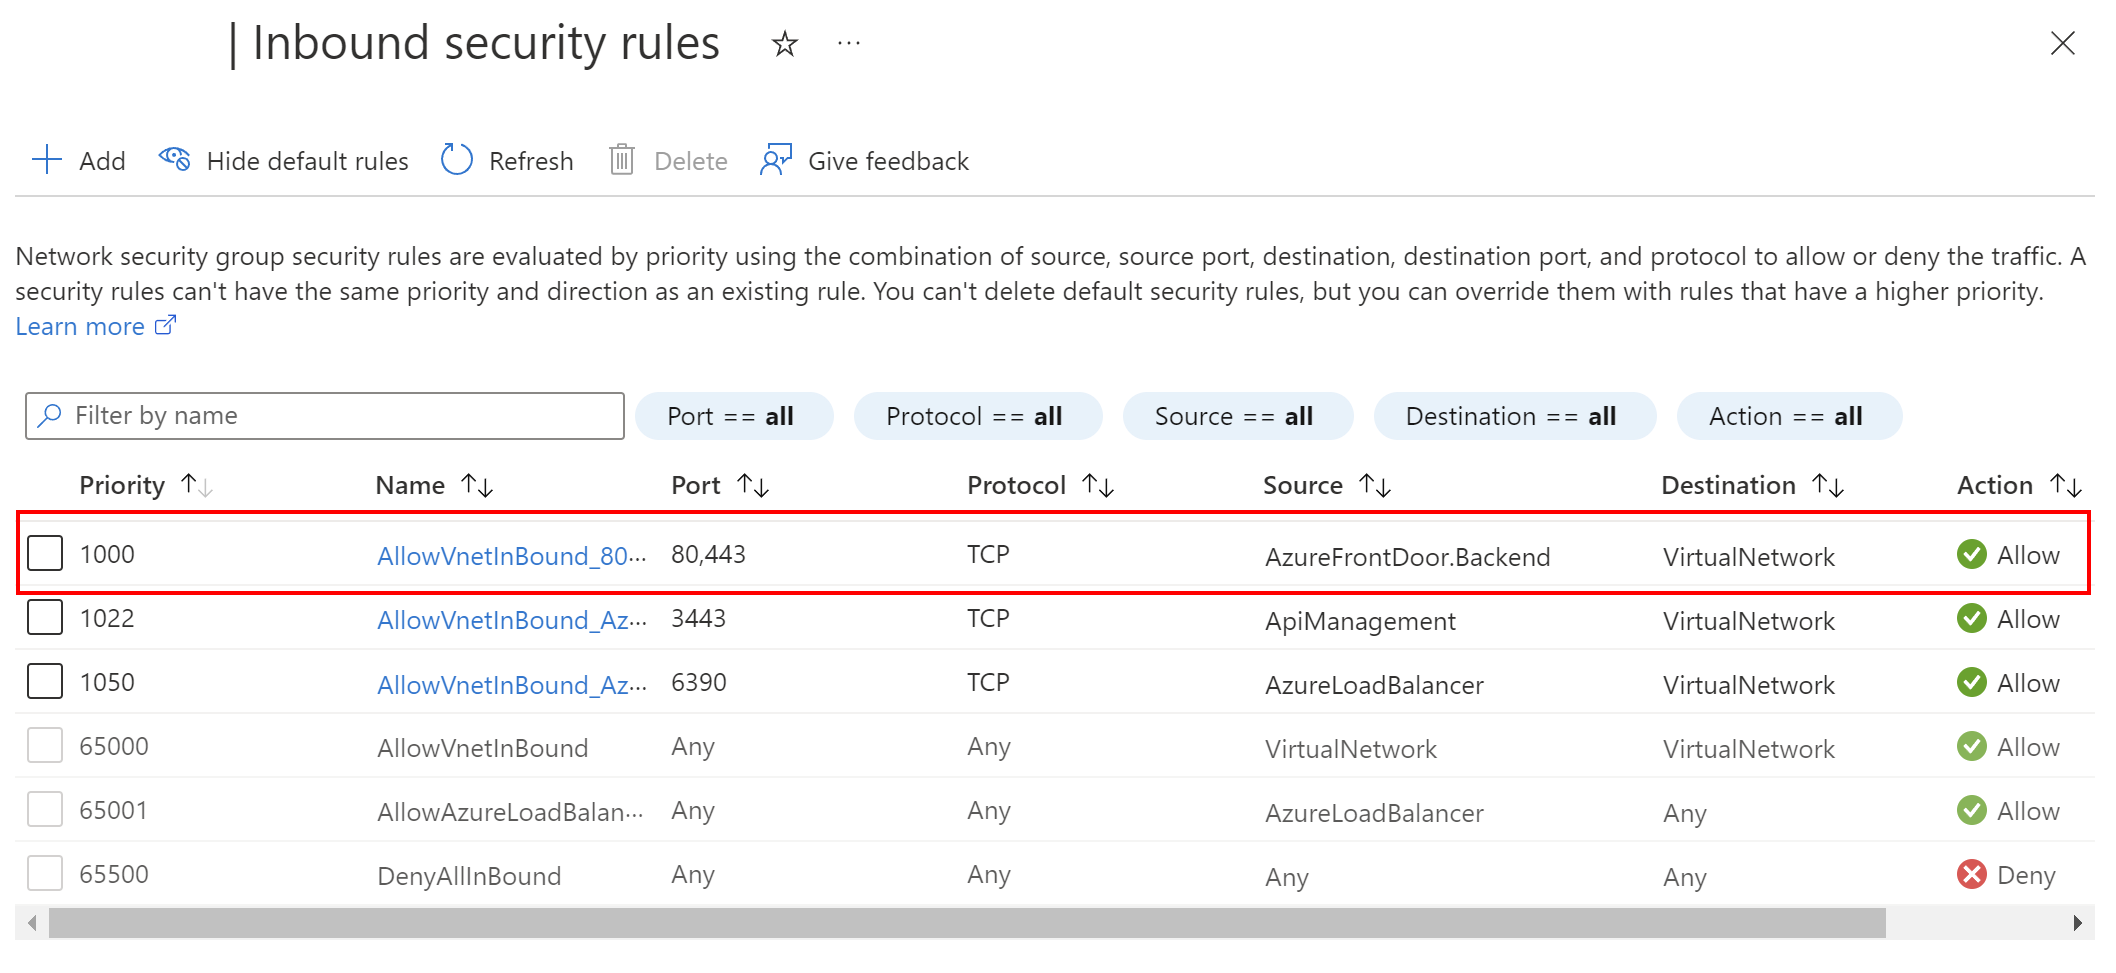 | Inbound security rules ...
Add Hide default rules Refresh Delete Give feedback
Network security group security rules are evaluated by priority using the combination of source, source port, destination, destination port, and protocol to allow or deny the traffic. A
security rules can't have the same priority and direction as an existing rule. You can't delete default security rules, but you can override them with rules that have a higher priority.
Learn more
Filter by name Port == all Protocol == all Source == all Destination == all Action == all
Priority Name Port Protocol Source Destination Action
1000 AllowVnetInBound_80... 80,443 TCP AzureFrontDoor.Backend VirtualNetwork Allow
1022 AllowVnetInBound_Az... 3443 TCP ApiManagement VirtualNetwork Allow
1050 AllowVnetInBound_Az... 6390 TCP AzureLoadBalancer VirtualNetwork Allow
65000 AllowVnetInBound Any Any VirtualNetwork VirtualNetwork Allow
65001 AllowAzureLoadBalan... Any Any AzureLoadBalancer Any Allow
65500 DenyAllInBound Any Any Any Any Deny